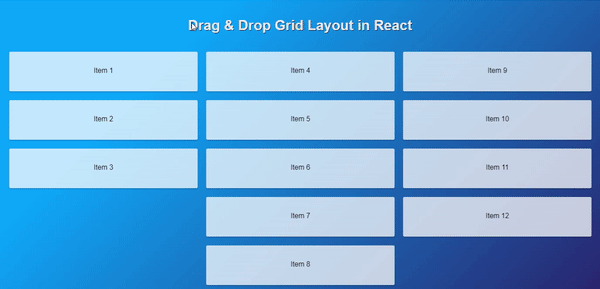 Drag & Drop Grid Layout in React
Item 1
Item 4
Item 9
Item 2
Item 5
Item 10
Item 3
Item 6
Item 11
Item 7
Item 12
Item 8